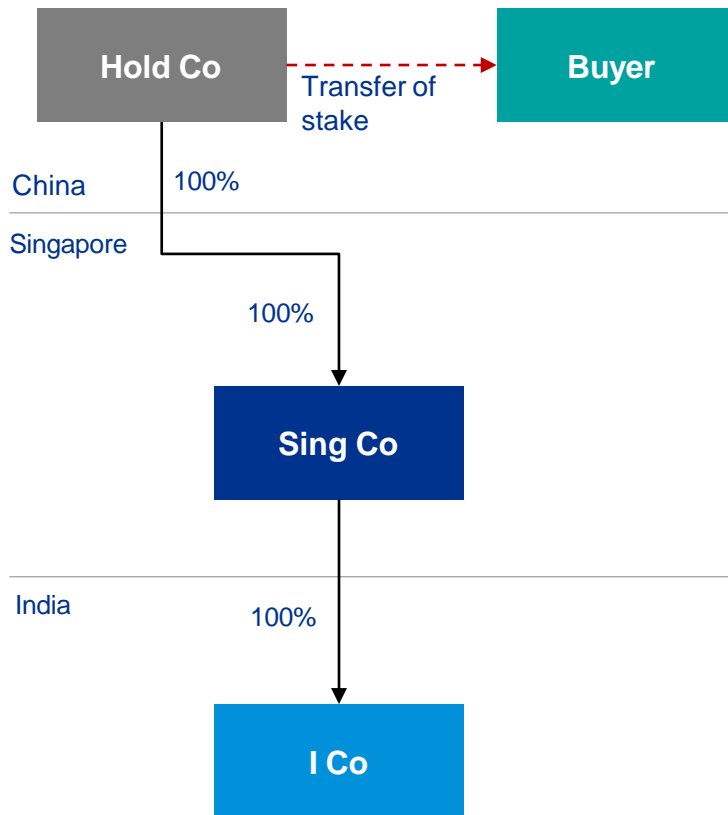 Hold Co
Buyer
Transfer of
stake
China
100%
Singapore
100%
Sing Co
India
100%
I Co